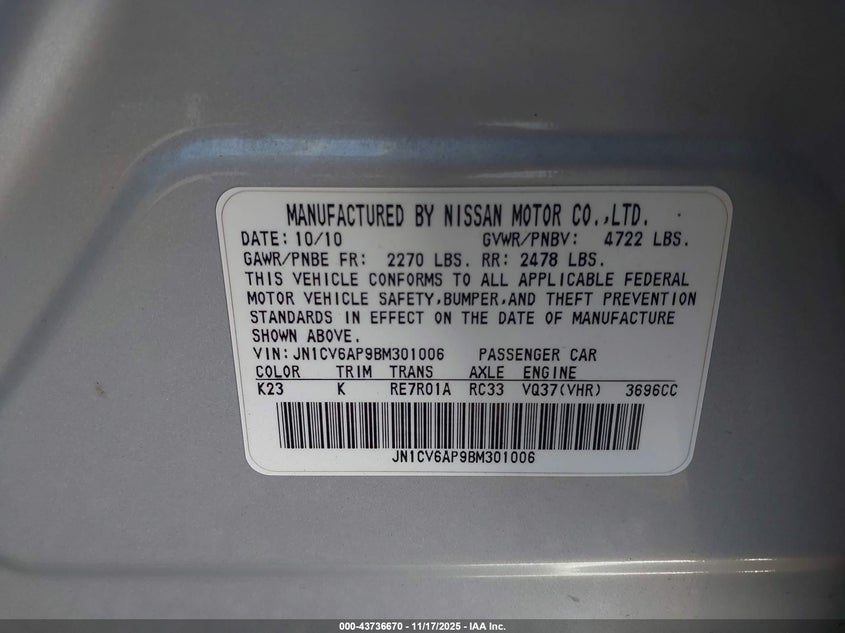 MANUFACTURED BY NISSAN MOTOR CO.,LTD.
DATE: 10/10 GVWR/PNBV: 4722 LBS.
GAWR/PNBE FR: 2270 LBS. RR: 2478 LBS.
THIS VEHICLE CONFORMS TO ALL APPLICABLE FEDERAL
MOTOR VEHICLE SAFETY,BUMPER,AND THEFT PREVENTION
STANDARDS IN EFFECT ON THE DATE OF MANUFACTURE
SHOWN ABOVE.
VIN:JN1CV6AP9BM301006 PASSENGER CAR
COLOR TRIM TRANS AXLE ENGINE
K23 K RE7R01A RC33 VQ37(VHR) 3696CC
JN1CV6AP9BM301006
000-43736670 - 11/17/2025 - IAA Inc.